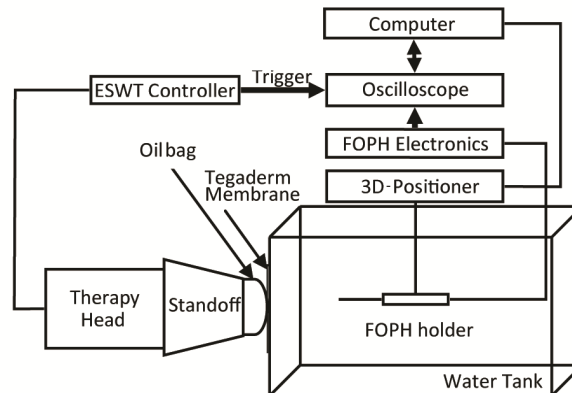 Computer
ESWT Controller
Trigger
Oscilloscope
FOPH Electronics
Oil bag
Tegaderm
Membrane
3D-Positioner
Therapy
Head
Standoff
FOPH holder
Water Tank